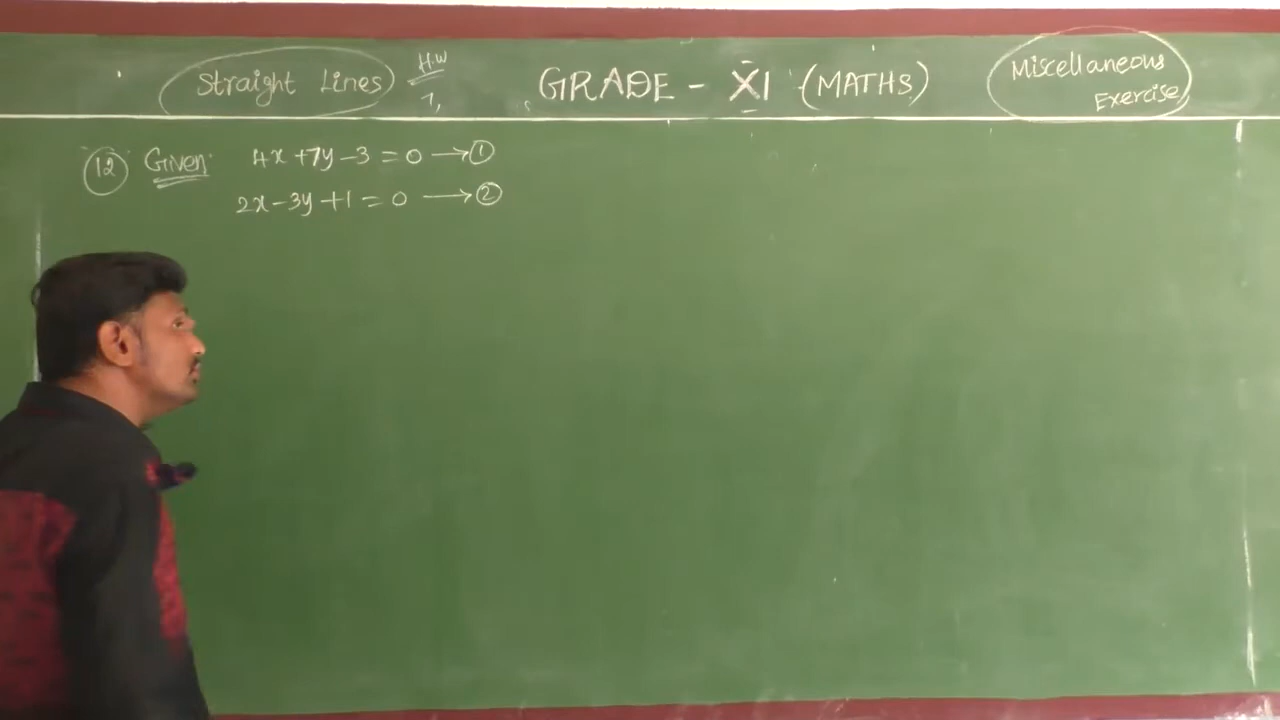 Straight Lines
H.W
1,
GRADE - XI (MATHS)
Miscellaneous
Exercise
12 Given: 4x + 7y - 3 = 0 → 1
2x - 3y + 1 = 0 → 2